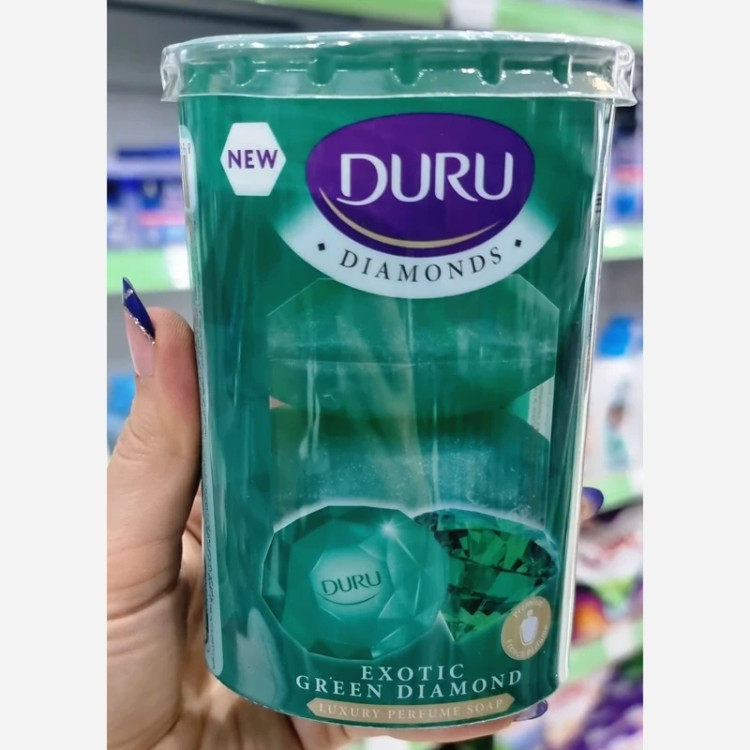 NEW
DURU
DIAMONDS
DURU
EXOTIC
GREEN DIAMOND
LUXURY PERFUME SOAP